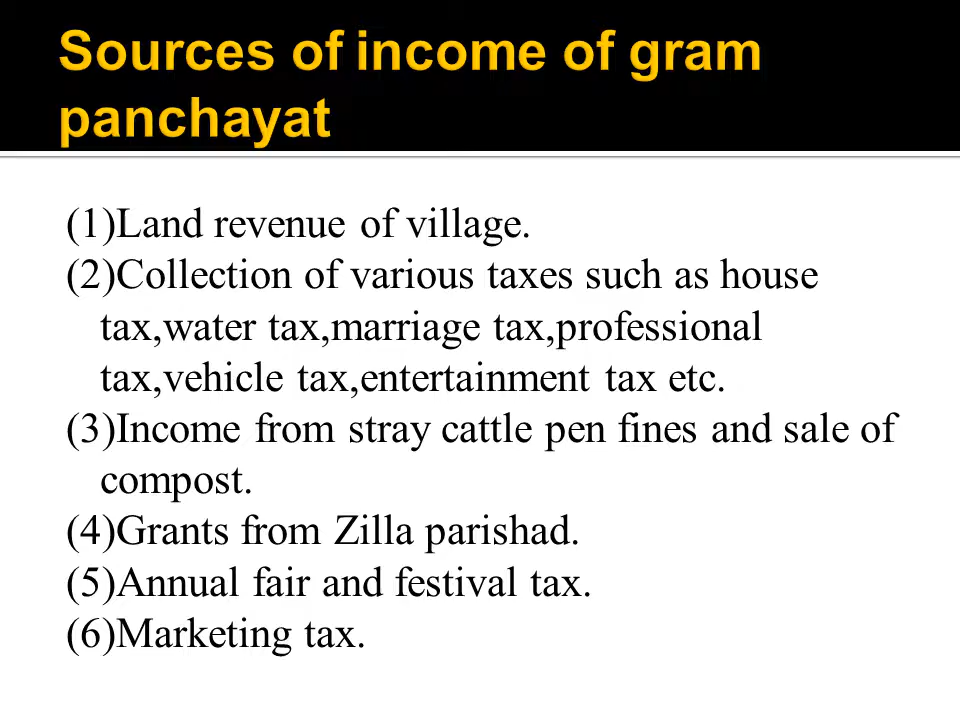 Sources of income of gram
panchayat
(1)Land revenue of village.
(2)Collection of various taxes such as house
tax,water tax,marriage tax,professional
tax,vehicle tax,entertainment tax etc.
(3)Income from stray cattle pen fines and sale of
compost.
(4)Grants from Zilla parishad.
(5)Annual fair and festival tax.
(6)Marketing tax.